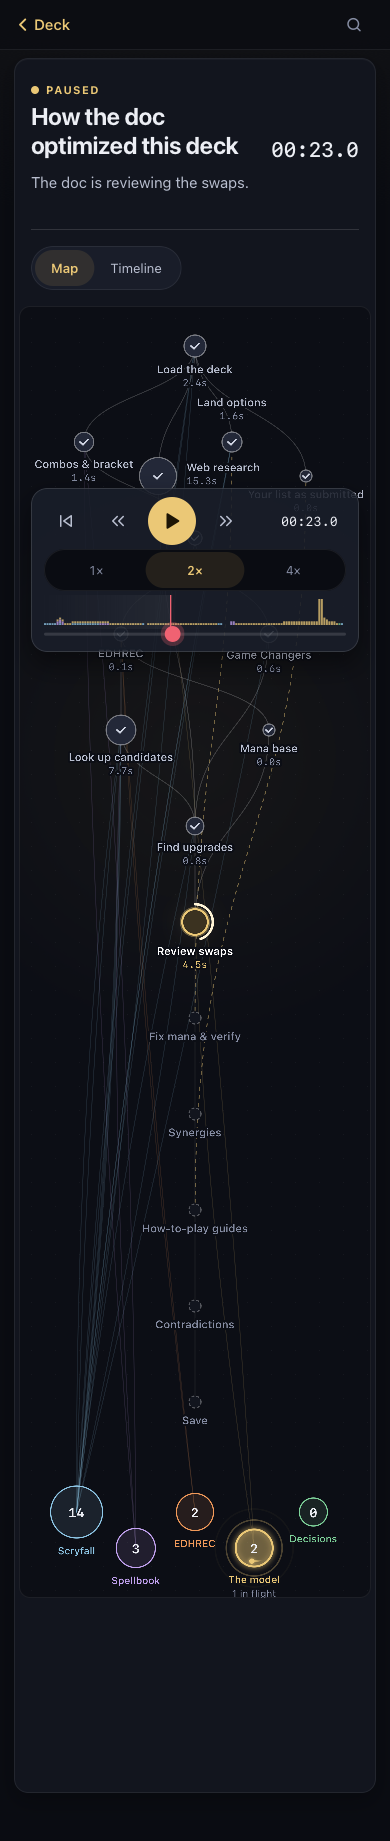 Deck
PAUSED
How the doc
optimized this deck
00:23.0
The doc is reviewing the swaps.
Map
Timeline
Load the deck
2.4s
Land options
1.6s
Combos & bracket
1.4s
Web research
15.3s
Your list as submitted
0.0s
00:23.0
1×
2×
4×
EDHREC
0.1s
Game Changers
0.6s
Look up candidates
7.7s
Mana base
0.0s
Find upgrades
0.8s
Review swaps
4.5s
Fix mana & verify
Synergies
How-to-play guides
Contradictions
Save
14
Scryfall
3
Spellbook
2
EDHREC
2
The model
1 in flight
0
Decisions